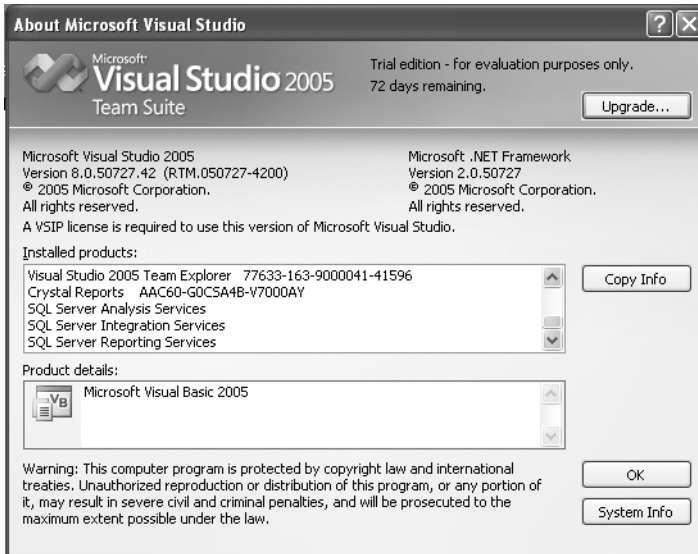 About Microsoft Visual Studio
Microsoft
Visual Studio 2005
Team Suite
Trial edition - for evaluation purposes only.
72 days remaining.
Upgrade...
Microsoft Visual Studio 2005
Version 8.0.50727.42 (RTM.050727-4200)
© 2005 Microsoft Corporation.
All rights reserved.
Microsoft .NET Framework
Version 2.0.50727
© 2005 Microsoft Corporation.
All rights reserved.
A VSIP license is required to use this version of Microsoft Visual Studio.
Installed products:
Visual Studio 2005 Team Explorer 77633-163-9000041-41596
Crystal Reports AAC60-G0CSA4B-V7000AY
SQL Server Analysis Services
SQL Server Integration Services
SQL Server Reporting Services
Copy Info
Product details:
VB
Microsoft Visual Basic 2005
Warning: This computer program is protected by copyright law and international
treaties. Unauthorized reproduction or distribution of this program, or any portion of
it, may result in severe civil and criminal penalties, and will be prosecuted to the
maximum extent possible under the law.
OK
System Info